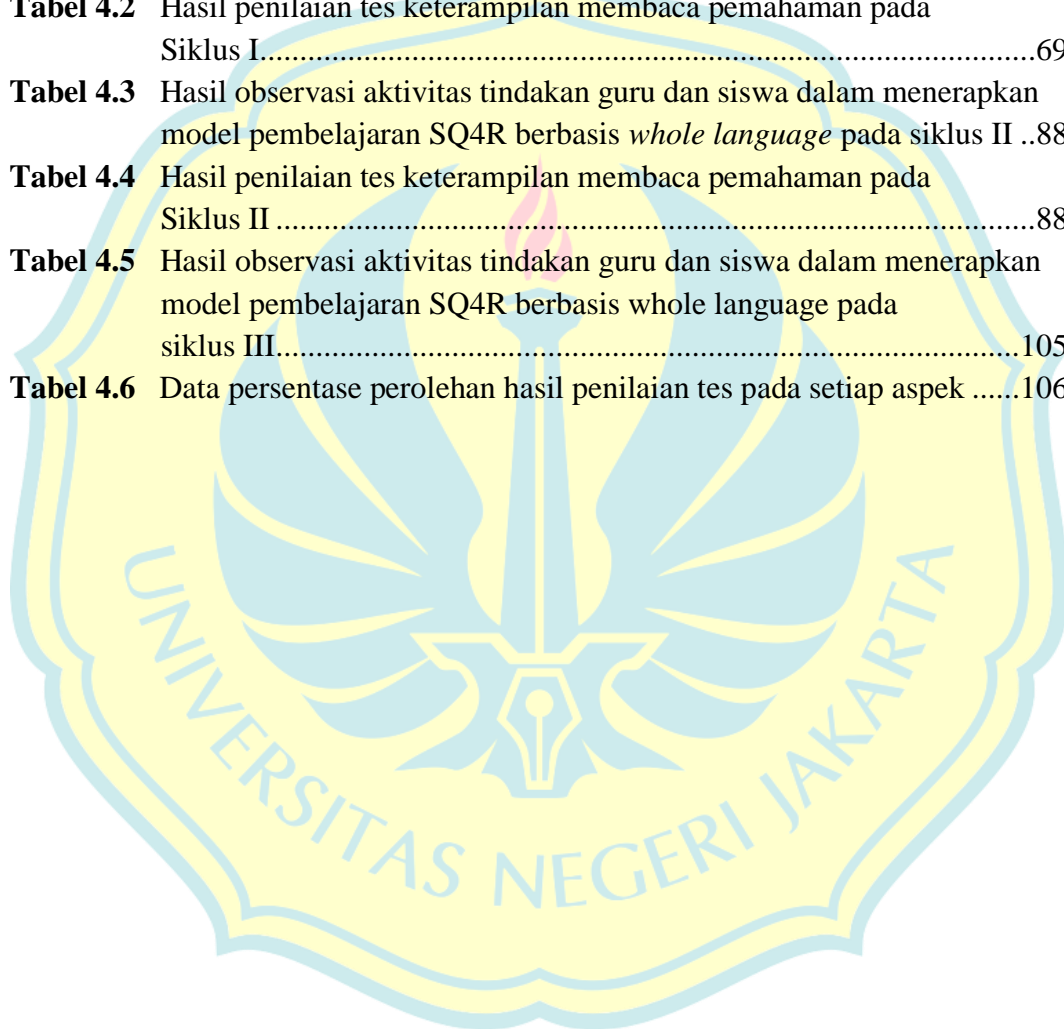 Tabel 4.2 Hasil penilaian tes keterampilan membaca pemahaman pada
Siklus I....................................................................................69
Tabel 4.3 Hasil observasi aktivitas tindakan guru dan siswa dalam menerapkan
model pembelajaran SQ4R berbasis whole language pada siklus II ..88
Tabel 4.4 Hasil penilaian tes keterampilan membaca pemahaman pada
Siklus II ..................................................................................88
Tabel 4.5 Hasil observasi aktivitas tindakan guru dan siswa dalam menerapkan
model pembelajaran SQ4R berbasis whole language pada
siklus III................................................................................105
Tabel 4.6 Data persentase perolehan hasil penilaian tes pada setiap aspek ......106
UNIVERSITAS NEGERI JAKARTA